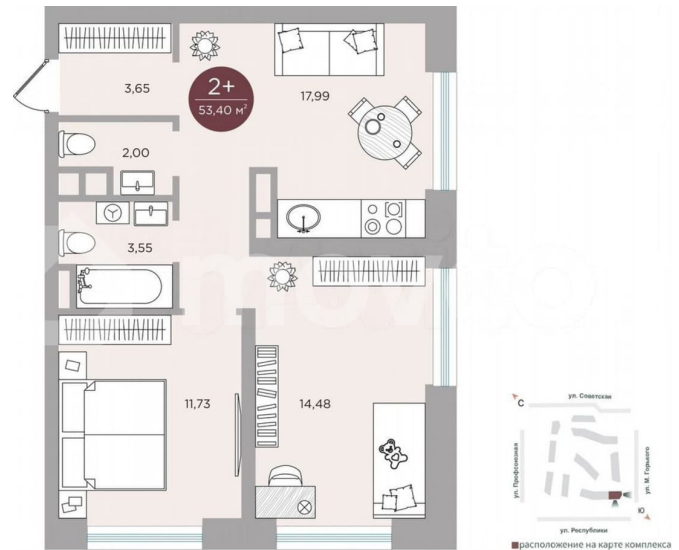 3,65
2+
53,40 м²
17,99
2,00
3,55
movito
11,73
14,48
С
ул. Советская
ул. Профсоюзная
ул. М. Горького
Ю
ул. Республики
расположение на карте комплекса